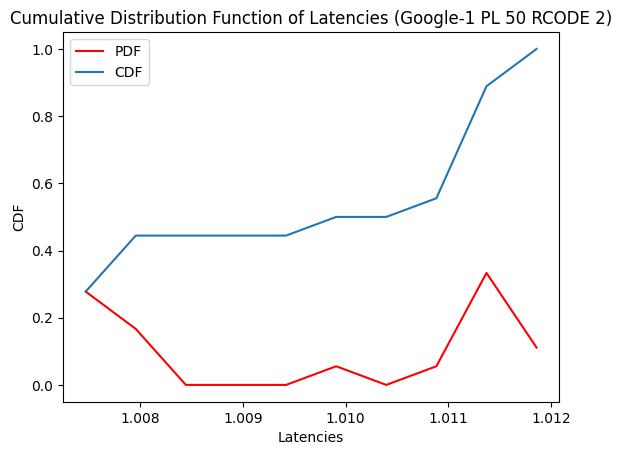 Cumulative Distribution Function of Latencies (Google-1 PL 50 RCODE 2)
PDF
CDF
1.0
0.8
0.6
0.4
0.2
0.0
CDF
1.008
1.009
1.010
1.011
1.012
Latencies